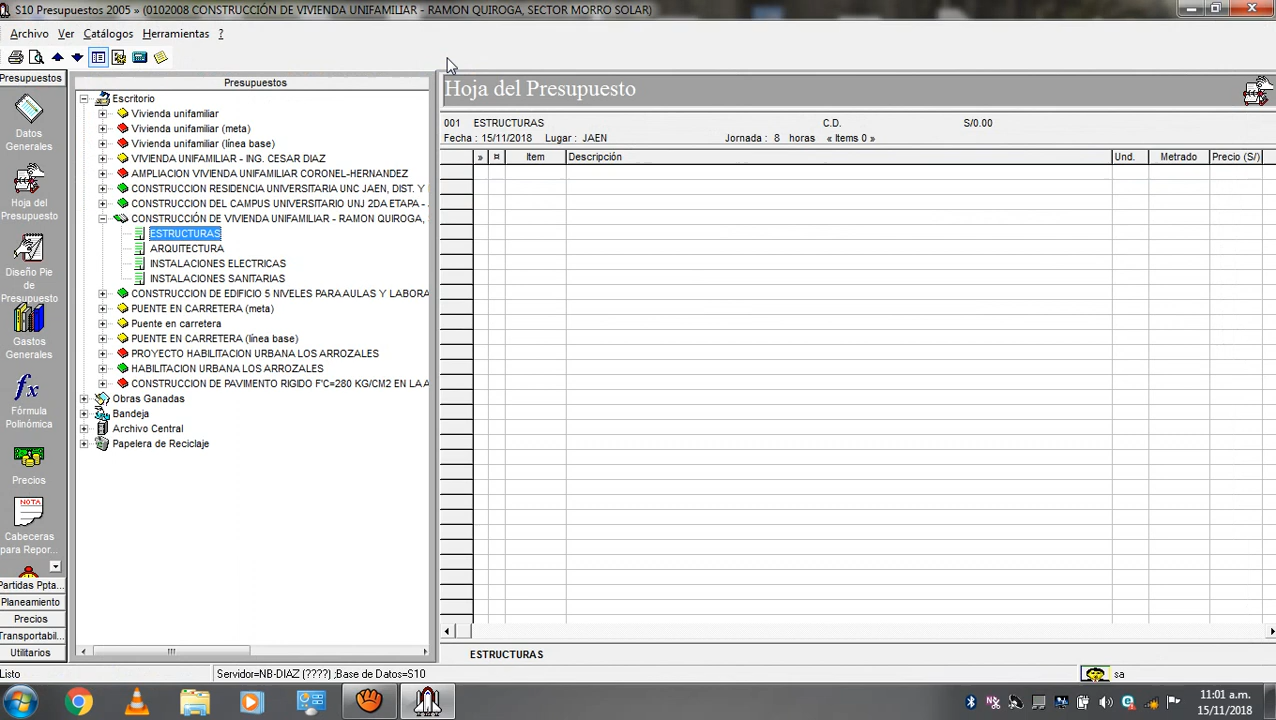 S10 Presupuestos 2005 » (0102008 CONSTRUCCIÓN DE VIVIENDA UNIFAMILIAR - RAMON QUIROGA, SECTOR MORRO SOLAR)
Archivo Ver Catálogos Herramientas ?
Presupuestos
Datos
Generales
Hoja del
Presupuesto
Diseño Pie
de
Presupuesto
Gastos
Generales
Fórmula
Polinómica
Precios
NOTA
Cabeceras
para Repor...
Partidas Ppta...
Planeamiento
Precios
Transportabil...
Utilitarios
Presupuestos
Escritorio
Vivienda unifamiliar
Vivienda unifamiliar (meta)
Vivienda unifamiliar (línea base)
VIVIENDA UNIFAMILIAR - ING. CESAR DIAZ
AMPLIACION VIVIENDA UNIFAMILIAR CORONEL-HERNANDEZ
CONSTRUCCION RESIDENCIA UNIVERSITARIA UNC JAEN, DIST. Y
CONSTRUCCION DEL CAMPUS UNIVERSITARIO UNJ 2DA ETAPA -
CONSTRUCCIÓN DE VIVIENDA UNIFAMILIAR - RAMON QUIROGA,
ESTRUCTURAS
ARQUITECTURA
INSTALACIONES ELECTRICAS
INSTALACIONES SANITARIAS
CONSTRUCCION DE EDIFICIO 5 NIVELES PARA AULAS Y LABORA
PUENTE EN CARRETERA (meta)
Puente en carretera
PUENTE EN CARRETERA (línea base)
PROYECTO HABILITACION URBANA LOS ARROZALES
HABILITACION URBANA LOS ARROZALES
CONSTRUCCION DE PAVIMENTO RIGIDO F'C=280 KG/CM2 EN LA A
Obras Ganadas
Bandeja
Archivo Central
Papelera de Reciclaje
Hoja del Presupuesto
001 ESTRUCTURAS C.D. S/0.00
Fecha : 15/11/2018 Lugar : JAEN Jornada : 8 horas « Items 0 »
» ¤ Item Descripción Und. Metrado Precio (S/)
ESTRUCTURAS
Listo Servidor=NB-DIAZ (????) ;Base de Datos=S10 sa
11:01 a.m.
15/11/2018